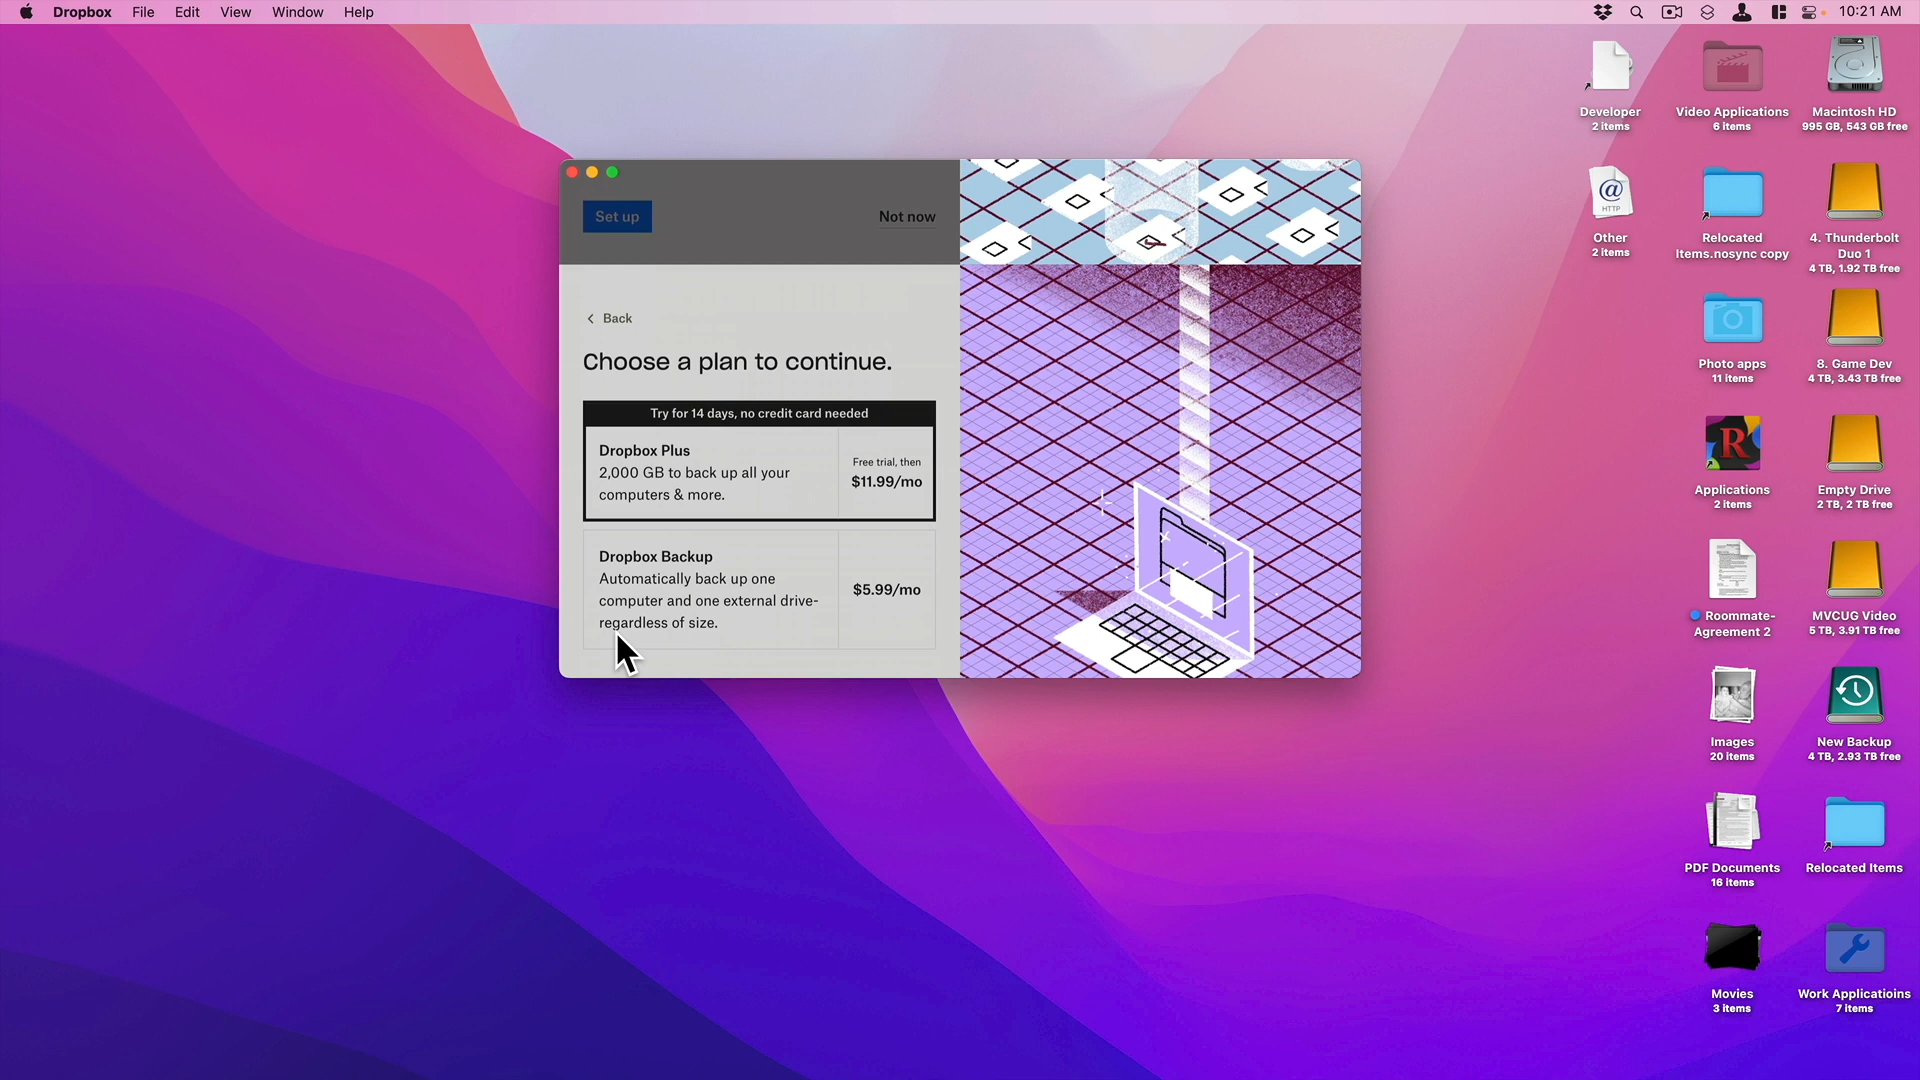 Dropbox File Edit View Window Help
10:21 AM
Set up
Not now
Back
Choose a plan to continue.
Try for 14 days, no credit card needed
Dropbox Plus
2,000 GB to back up all your
computers & more.
Free trial, then
$11.99/mo
Dropbox Backup
Automatically back up one
computer and one external drive-
regardless of size.
$5.99/mo
Developer
2 items
Video Applications
6 items
Macintosh HD
995 GB, 543 GB free
@
HTTP
Other
2 items
Relocated
Items.nosync copy
4. Thunderbolt
Duo 1
4 TB, 1.92 TB free
Photo apps
11 items
8. Game Dev
4 TB, 3.43 TB free
R
Applications
2 items
Empty Drive
2 TB, 2 TB free
Roommate-
Agreement 2
MVCUG Video
5 TB, 3.91 TB free
Images
20 items
New Backup
4 TB, 2.93 TB free
PDF Documents
16 items
Relocated Items
Movies
3 items
Work Applicatioins
7 items